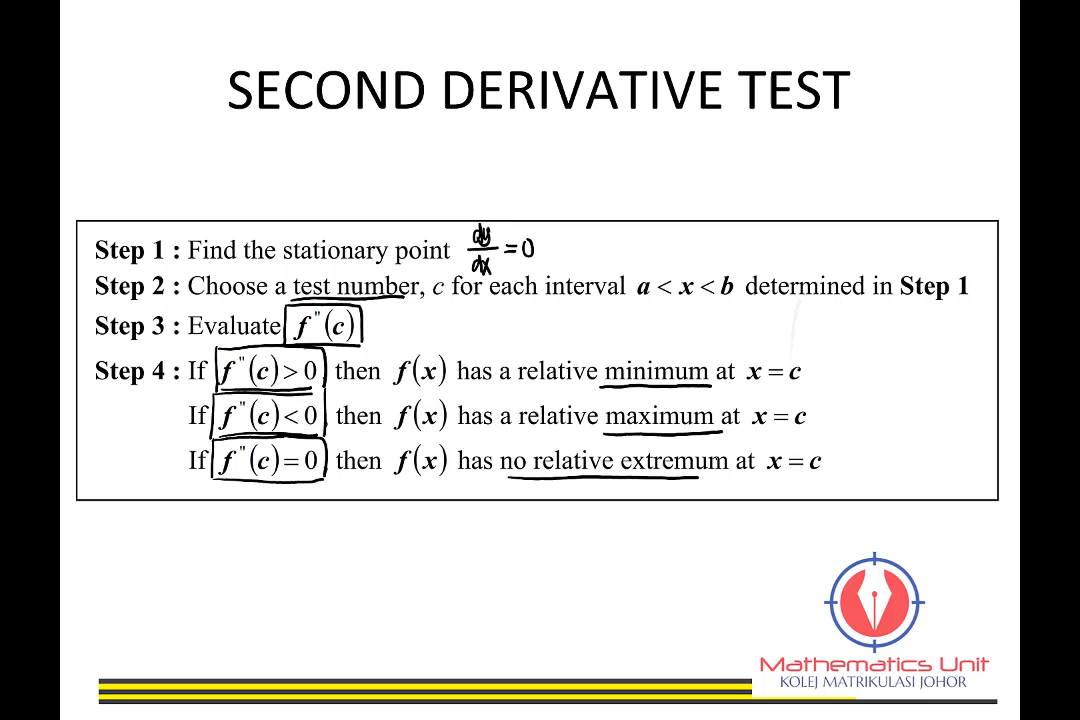 SECOND DERIVATIVE TEST
Step 1 : Find the stationary point dy/dx = 0
Step 2 : Choose a test number, c for each interval a < x < b determined in Step 1
Step 3 : Evaluate f"(c)
Step 4 : If f"(c) > 0 then f(x) has a relative minimum at x = c
If f"(c) < 0 then f(x) has a relative maximum at x = c
If f"(c) = 0 then f(x) has no relative extremum at x = c
Mathematics Unit
KOLEJ MATRIKULASI JOHOR